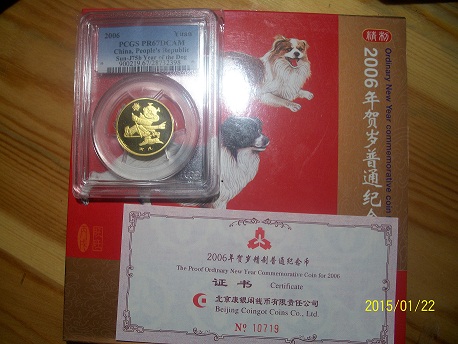 2006 Yuan
PCGS PR67DCAM
China, People's Republic
Year of the Dog
精制
2006年贺岁普通纪念
Ordinary New Year commemorative coin
2006年贺岁精制普通纪念币
The Proof Ordinary New Year Commemorative Coin for 2006
证书 Certificate
北京康银阁钱币有限责任公司
Beijing Coingot Coins Co., Ltd
No 10719
2015/01/22